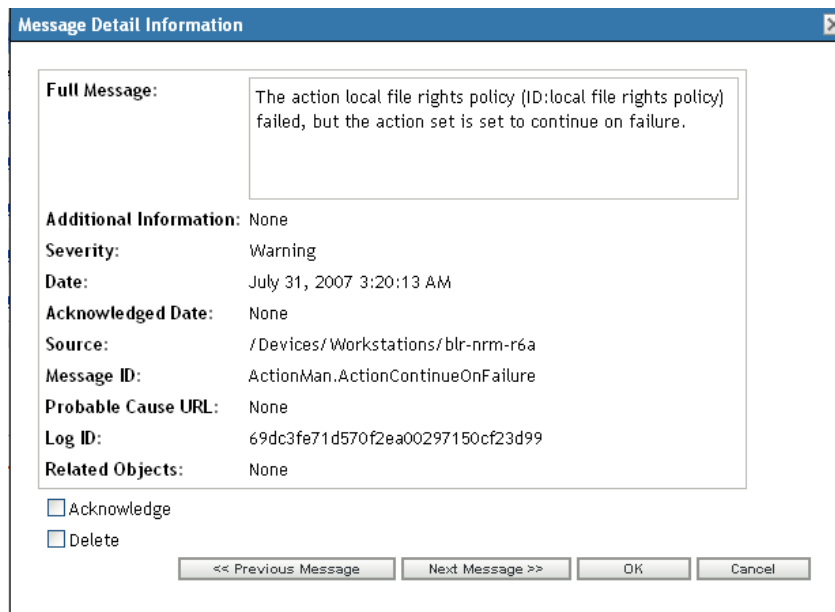 Message Detail Information
Full Message: The action local file rights policy (ID:local file rights policy)
failed, but the action set is set to continue on failure.
Additional Information: None
Severity: Warning
Date: July 31, 2007 3:20:13 AM
Acknowledged Date: None
Source: /Devices/Workstations/blr-nrm-r6a
Message ID: ActionMan.ActionContinueOnFailure
Probable Cause URL: None
Log ID: 69dc3fe71d570f2ea00297150cf23d99
Related Objects: None
Acknowledge
Delete
<< Previous Message Next Message >> OK Cancel